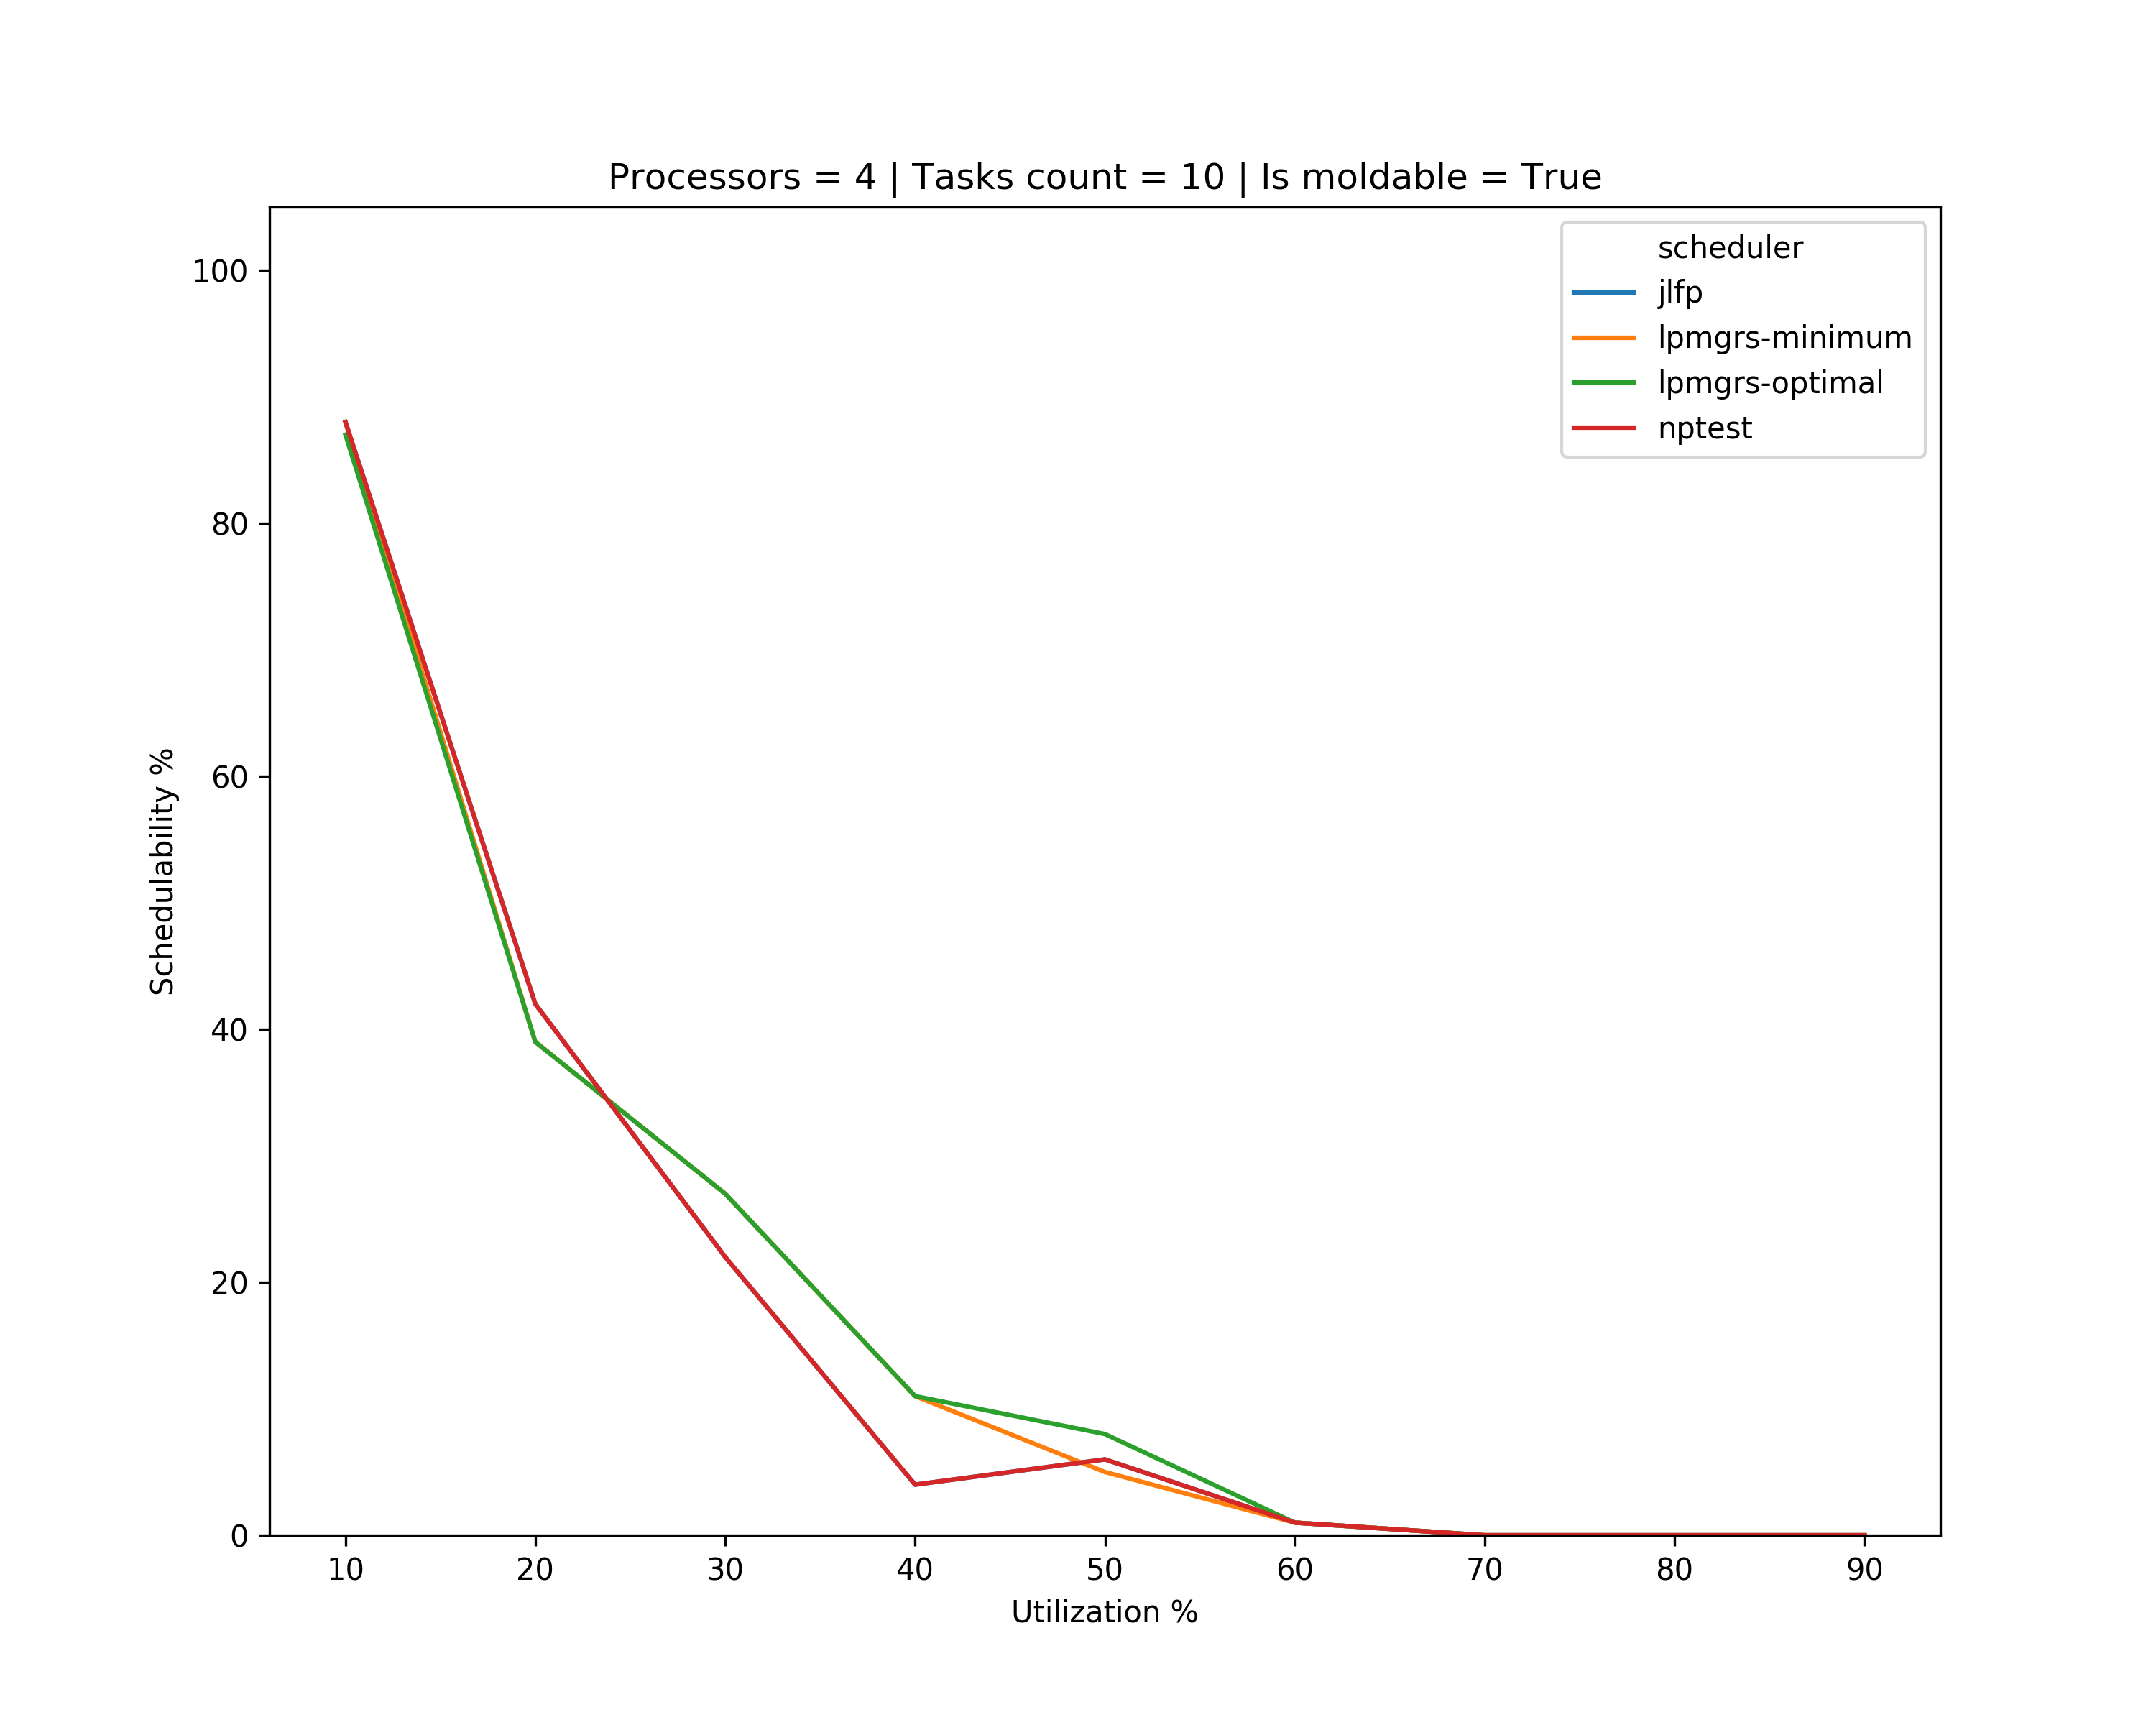 Processors = 4 | Tasks count = 10 | Is moldable = True
scheduler
jlfp
lpmgrs-minimum
lpmgrs-optimal
nptest
100
80
60
40
20
0
Schedulability %
10 20 30 40 50 60 70 80 90
Utilization %